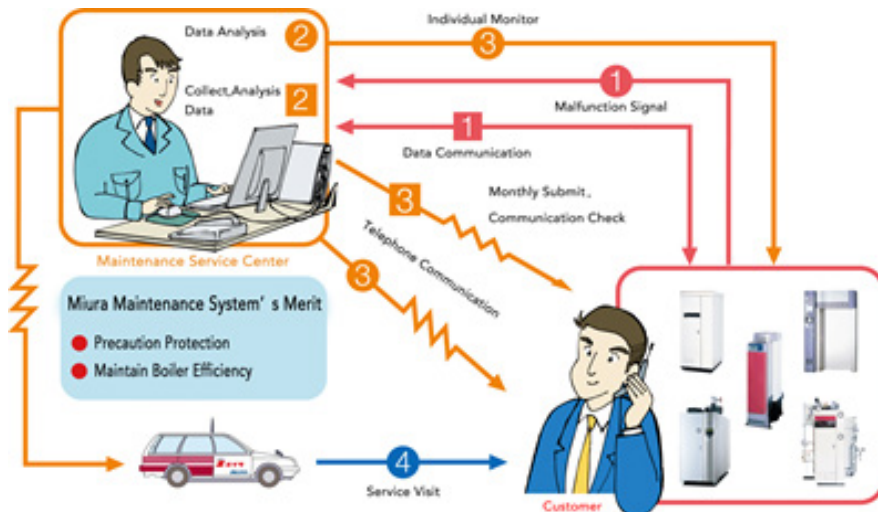 Individual Monitor
Data Analysis
2
3
Collect,Analysis
Data
2
1
Malfunction Signal
1
Data Communication
3
Monthly Submit、
Communication Check
Maintenance Service Center
3
Telephone Communication
Miura Maintenance System's Merit
Precaution Protection
Maintain Boiler Efficiency
4
Service Visit
Customer